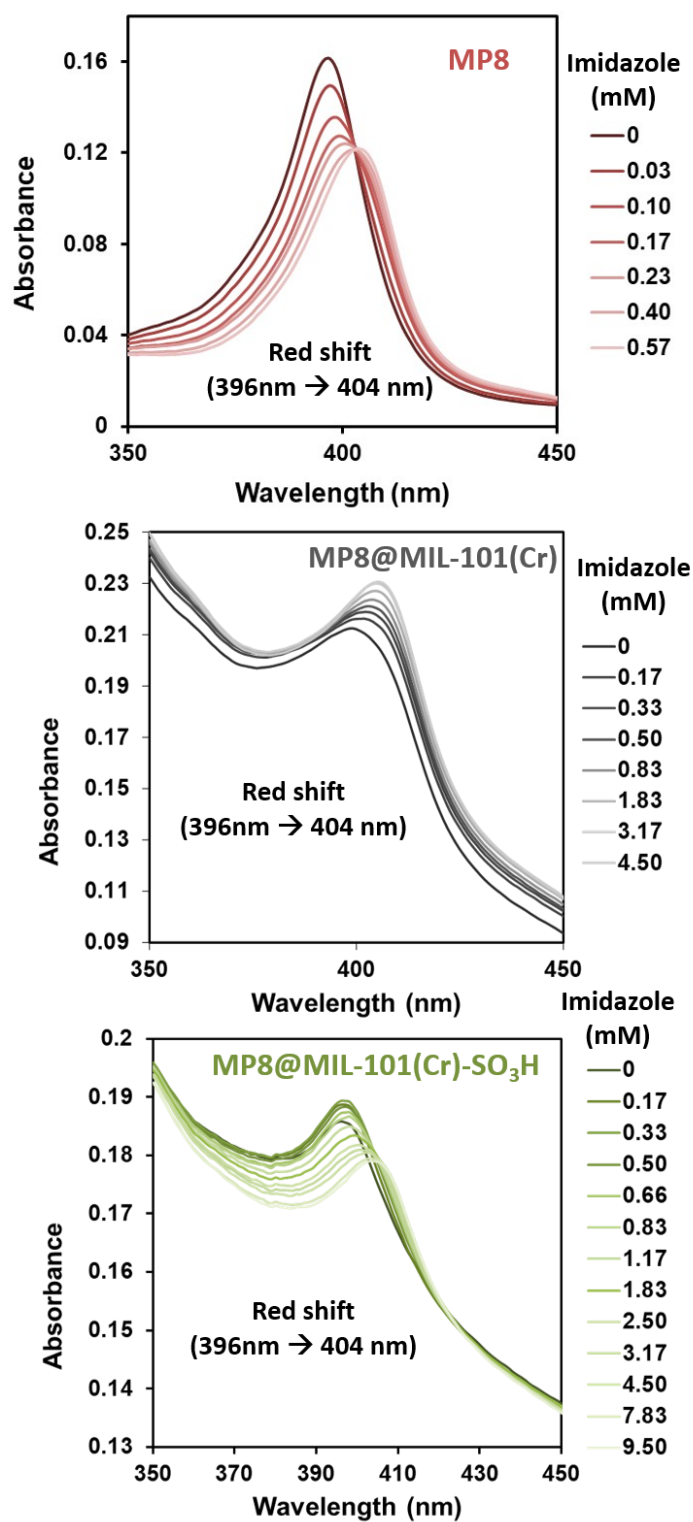 MP8
Imidazole
(mM)
0
0.03
0.10
0.17
0.23
0.40
0.57
0.16
0.12
0.08
0.04
0
Absorbance
Red shift
(396nm → 404 nm)
350
400
450
Wavelength (nm)
MP8@MIL-101(Cr)
Imidazole
(mM)
0
0.17
0.33
0.50
0.83
1.83
3.17
4.50
0.25
0.23
0.21
0.19
0.17
0.15
0.13
0.11
0.09
Absorbance
Red shift
(396nm → 404 nm)
350
400
450
Wavelength (nm)
MP8@MIL-101(Cr)-SO₃H
Imidazole
(mM)
0
0.17
0.33
0.50
0.66
0.83
1.17
1.83
2.50
3.17
4.50
7.83
9.50
0.2
0.19
0.18
0.17
0.16
0.15
0.14
0.13
Absorbance
Red shift
(396nm → 404 nm)
350
370
390
410
430
450
Wavelength (nm)